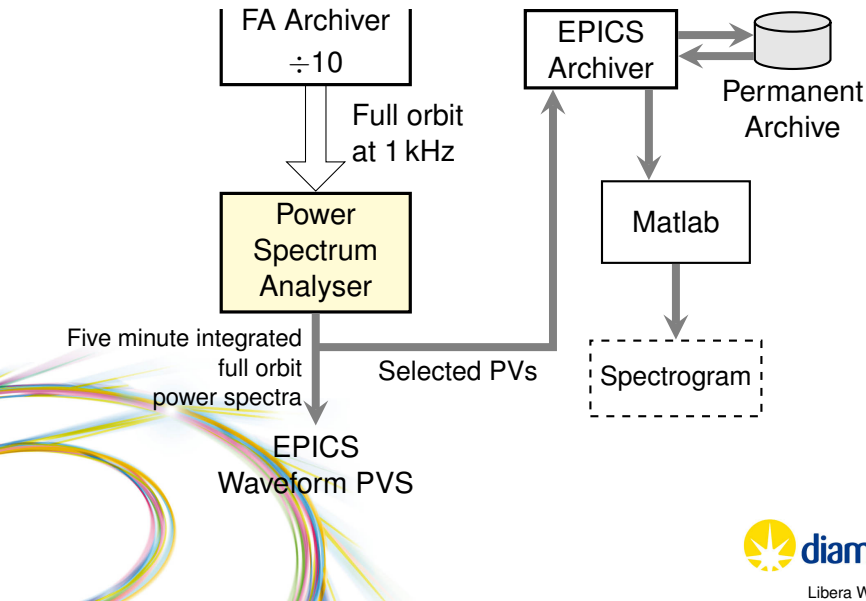 FA Archiver
÷10
Full orbit
at 1 kHz
Power
Spectrum
Analyser
Five minute integrated
full orbit
power spectra
EPICS
Waveform PVS
Selected PVs
EPICS
Archiver
Permanent
Archive
Matlab
Spectrogram
Libera